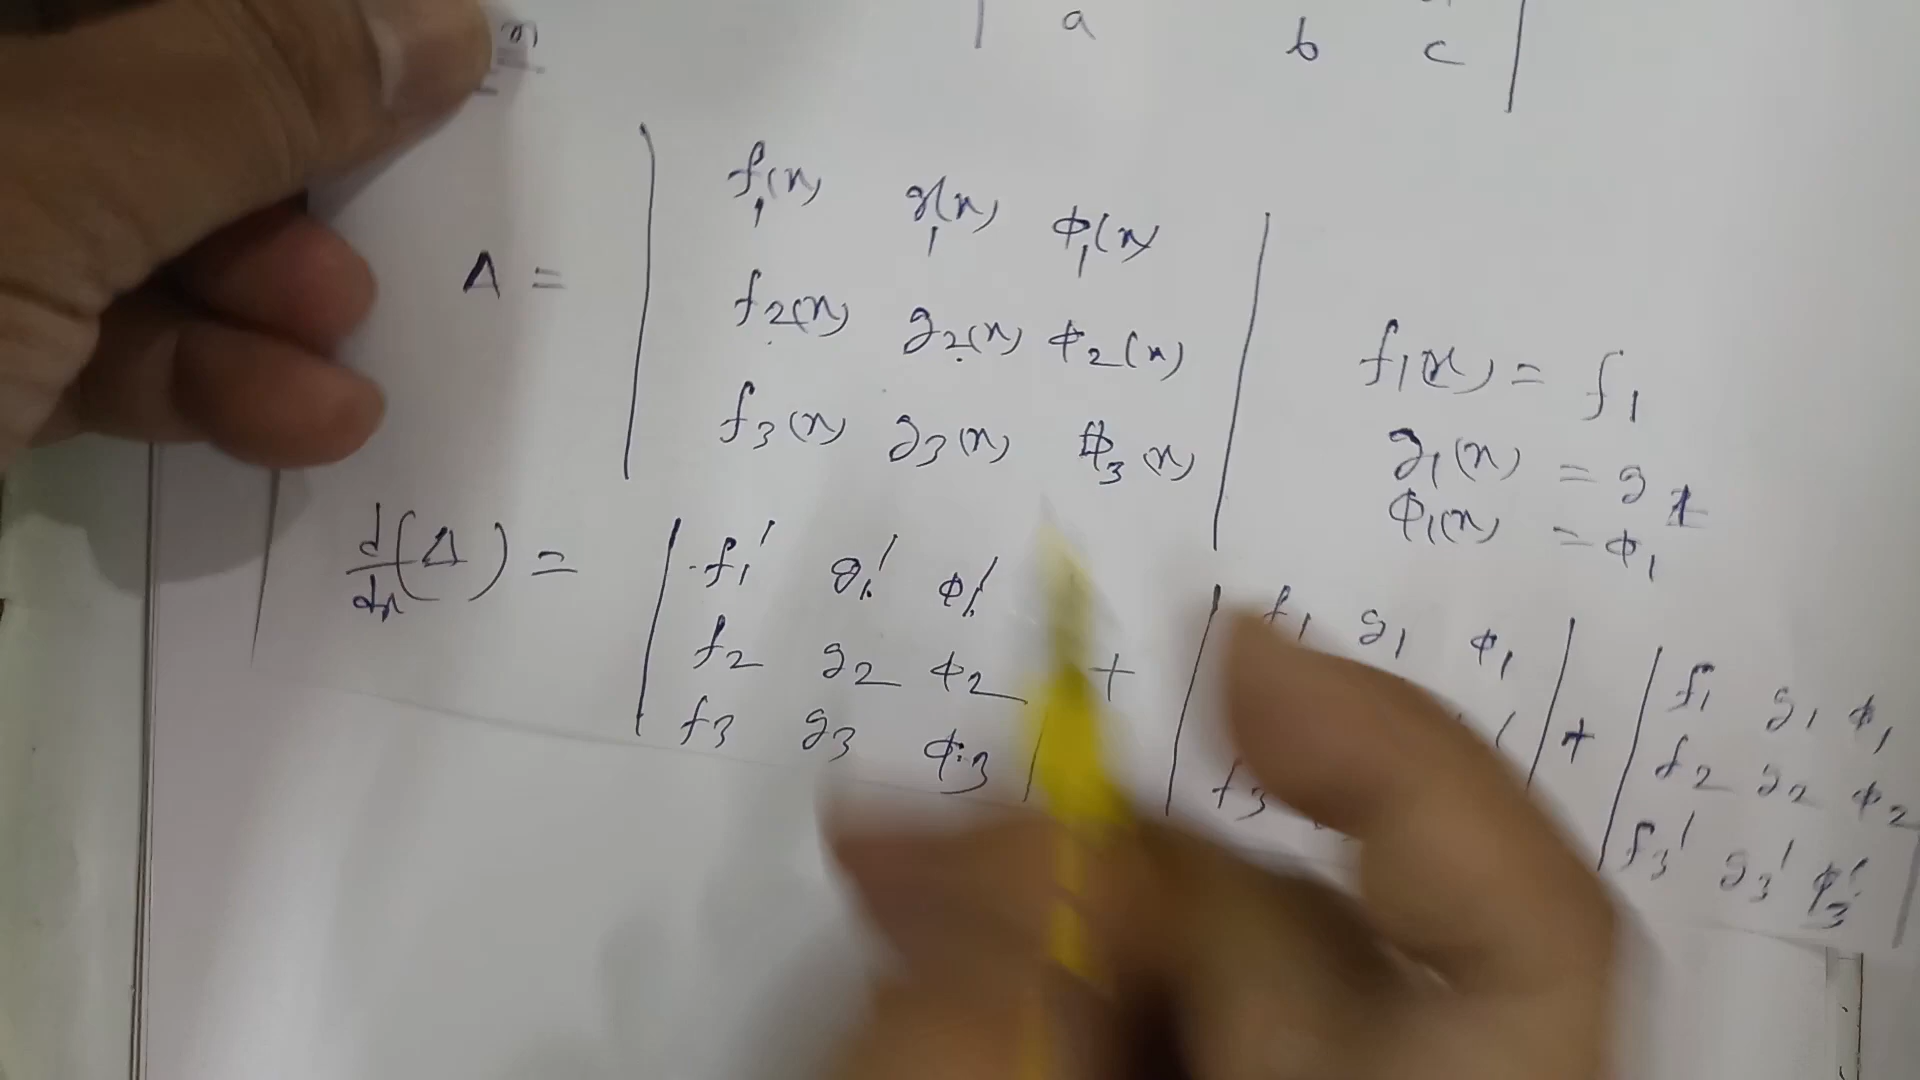 | a b c |
f₁(x) g₁(x) ϕ₁(x)
Δ = | f₂(x) g₂(x) ϕ₂(x) |
f₃(x) g₃(x) ϕ₃(x)
f₁(x) = f₁
g₁(x) = g₁
ϕ₁(x) = ϕ₁
d/dx (Δ) = | f₁′ g₁′ ϕ₁′ | + | f₁ g₁ ϕ₁ | + | f₁ g₁ ϕ₁ |
f₂ g₂ ϕ₂ f₂ g₂ ϕ₂
f₃ g₃ ϕ₃ f₃ f₃′ g₃′ ϕ₃′